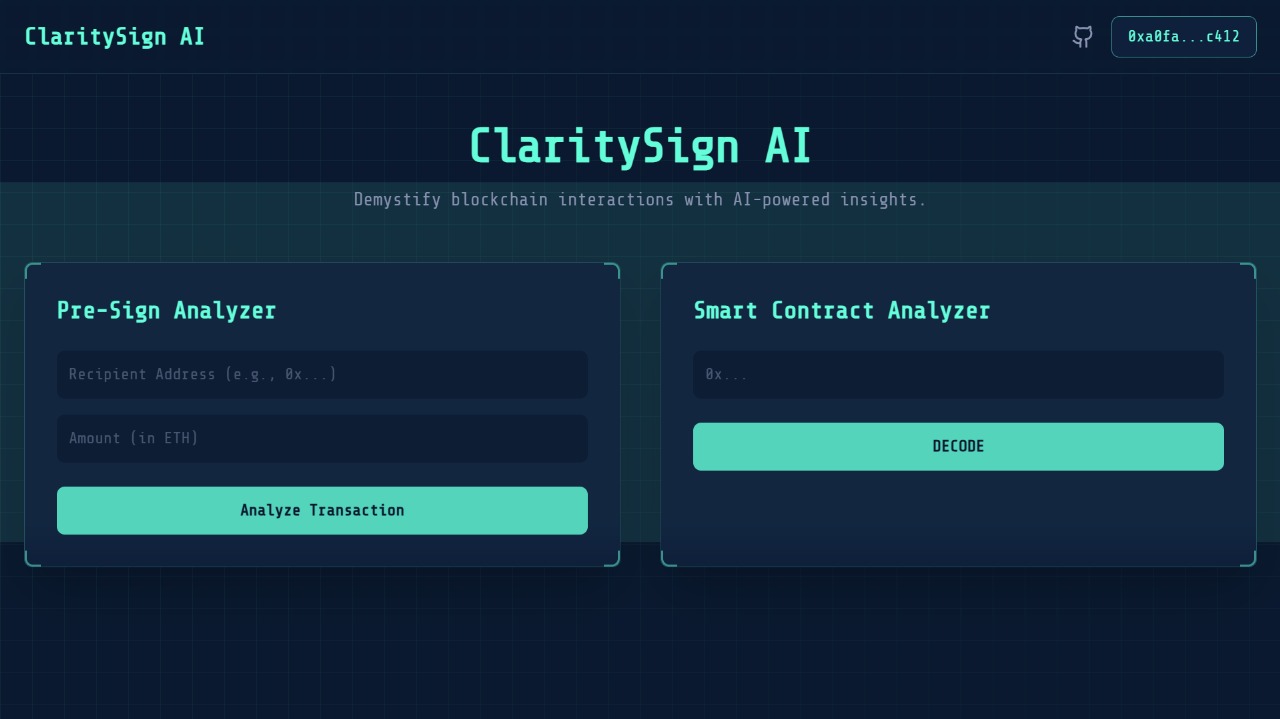 ClaritySign AI
0xa0fa...c412
ClaritySign AI
Demystify blockchain interactions with AI-powered insights.
Pre-Sign Analyzer
Recipient Address (e.g., 0x...)
Amount (in ETH)
Analyze Transaction
Smart Contract Analyzer
0x...
DECODE